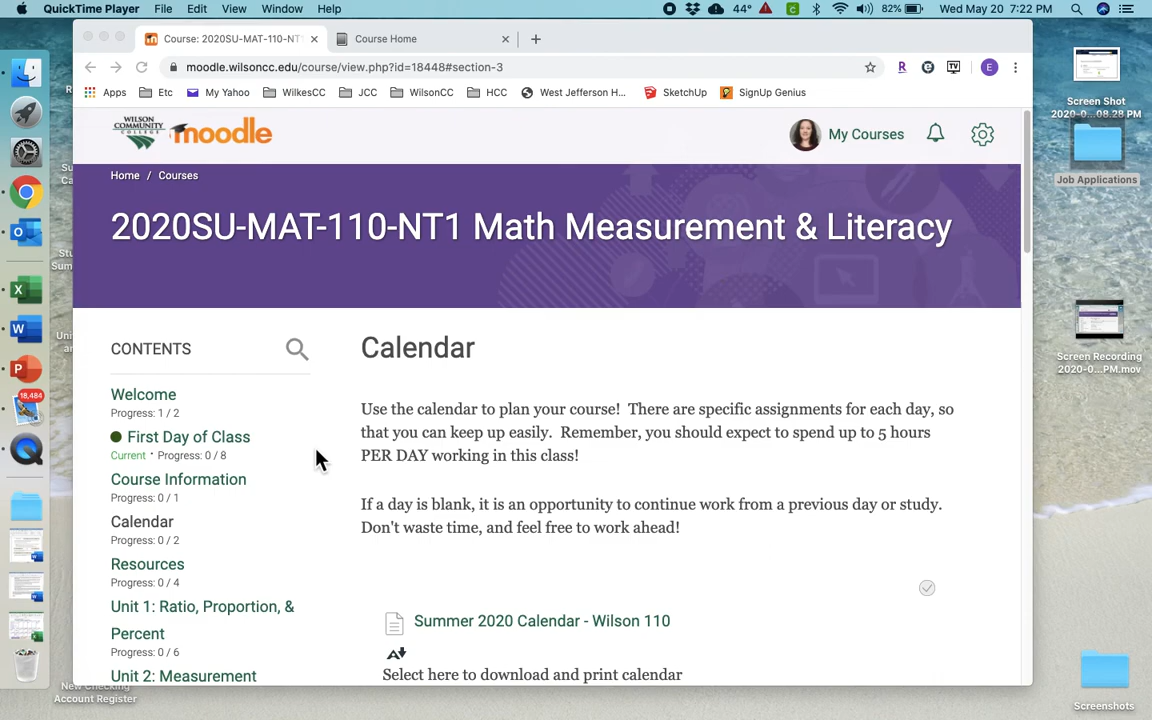 QuickTime Player File Edit View Window Help 44° 82% Wed May 20 7:22 PM
Course: 2020SU-MAT-110-NT
Course Home
moodle.wilsoncc.edu/course/view.php?id=18448#section-3
R
TV
E
Apps Etc My Yahoo WilkesCC JCC WilsonCC HCC West Jefferson H... SketchUp SignUp Genius
WILSON
COMMUNITY
COLLEGE
moodle
My Courses
Home / Courses
2020SU-MAT-110-NT1 Math Measurement & Literacy
CONTENTS
Welcome
Progress: 1 / 2
First Day of Class
Current • Progress: 0 / 8
Course Information
Progress: 0 / 1
Calendar
Progress: 0 / 2
Resources
Progress: 0 / 4
Unit 1: Ratio, Proportion, &
Percent
Progress: 0 / 6
Unit 2: Measurement
Calendar
Use the calendar to plan your course! There are specific assignments for each day, so
that you can keep up easily. Remember, you should expect to spend up to 5 hours
PER DAY working in this class!
If a day is blank, it is an opportunity to continue work from a previous day or study.
Don't waste time, and feel free to work ahead!
Summer 2020 Calendar - Wilson 110
Select here to download and print calendar
Screen Shot
2020-0...08.28 PM
Job Applications
Screen Recording
2020-0...PM.mov
Screenshots
18,484
New Checking
Account Register